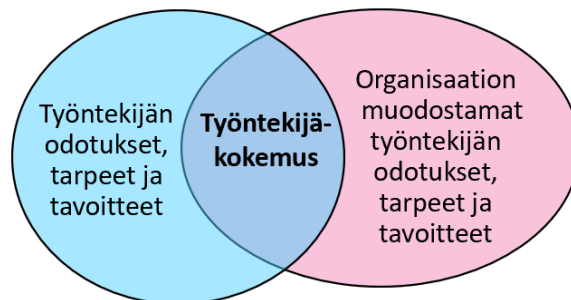 Työntekijän
odotukset,
tarpeet ja
tavoitteet
Työntekijä-
kokemus
Organisaation
muodostamat
työntekijän
odotukset,
tarpeet ja
tavoitteet